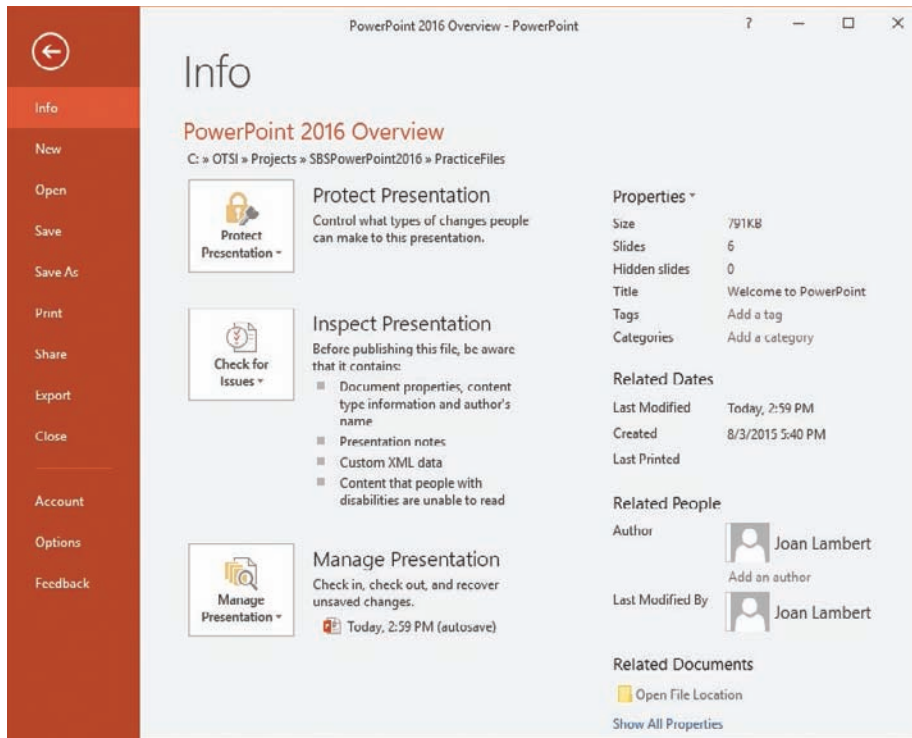 PowerPoint 2016 Overview - PowerPoint
?
Info
New
Open
Save
Save As
Print
Share
Export
Close
Account
Options
Feedback
Info
PowerPoint 2016 Overview
C: » OTSI » Projects » SBSPowerPoint2016 » PracticeFiles
Protect
Presentation
Protect Presentation
Control what types of changes people
can make to this presentation.
Check for
Issues
Inspect Presentation
Before publishing this file, be aware
that it contains:
Document properties, content
type information and author's
name
Presentation notes
Custom XML data
Content that people with
disabilities are unable to read
Manage
Presentation
Manage Presentation
Check in, check out, and recover
unsaved changes.
Today, 2:59 PM (autosave)
Properties
Size 791KB
Slides 6
Hidden slides 0
Title Welcome to PowerPoint
Tags Add a tag
Categories Add a category
Related Dates
Last Modified Today, 2:59 PM
Created 8/3/2015 5:40 PM
Last Printed
Related People
Author Joan Lambert
Add an author
Last Modified By Joan Lambert
Related Documents
Open File Location
Show All Properties